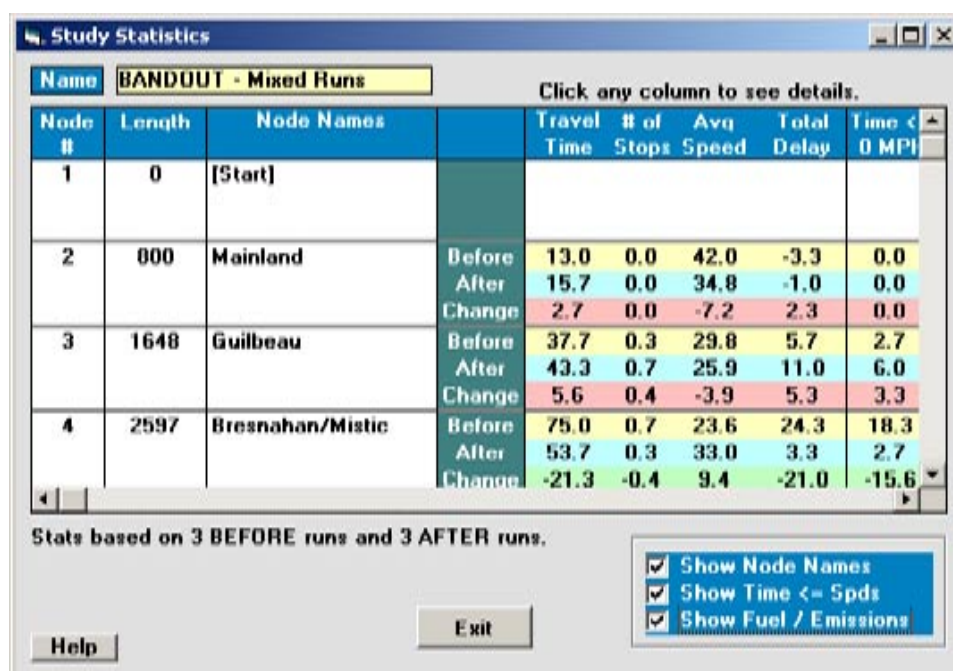 Study Statistics
Name BANDOUT - Mixed Runs
Click any column to see details.
Node # Length Node Names Travel Time # of Stops Avg Speed Total Delay Time < 0 MPH
1 0 [Start]
2 800 Mainland Before 13.0 0.0 42.0 -3.3 0.0
After 15.7 0.0 34.8 -1.0 0.0
Change 2.7 0.0 -7.2 2.3 0.0
3 1648 Guilbeau Before 37.7 0.3 29.8 5.7 2.7
After 43.3 0.7 25.9 11.0 6.0
Change 5.6 0.4 -3.9 5.3 3.3
4 2597 Bresnahan/Mistic Before 75.0 0.7 23.6 24.3 18.3
After 53.7 0.3 33.0 3.3 2.7
Change -21.3 -0.4 9.4 -21.0 -15.6
Stats based on 3 BEFORE runs and 3 AFTER runs.
Show Node Names
Show Time <= Spds
Show Fuel / Emissions
Exit
Help